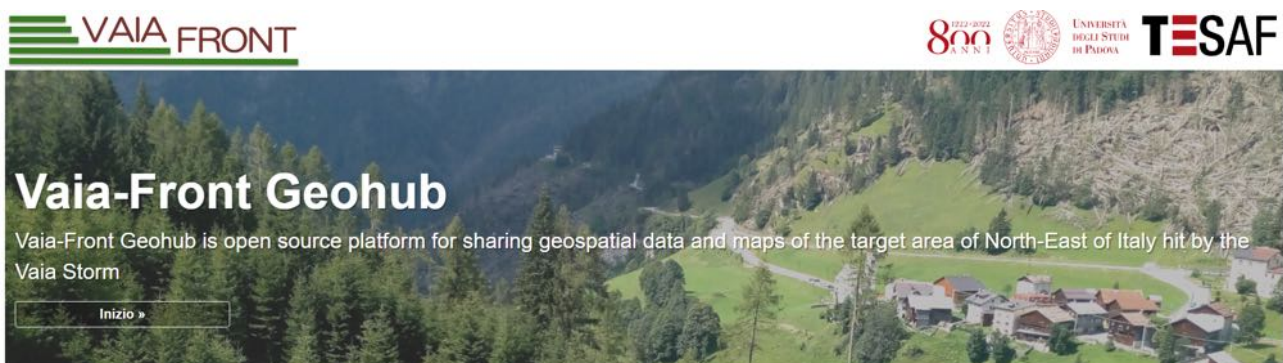 VAIA FRONT
1222•2022
800
ANNI
UNIVERSITÀ
DEGLI STUDI
DI PADOVA
TESAF
Vaia-Front Geohub
Vaia-Front Geohub is open source platform for sharing geospatial data and maps of the target area of North-East of Italy hit by the
Vaia Storm
Inizio »